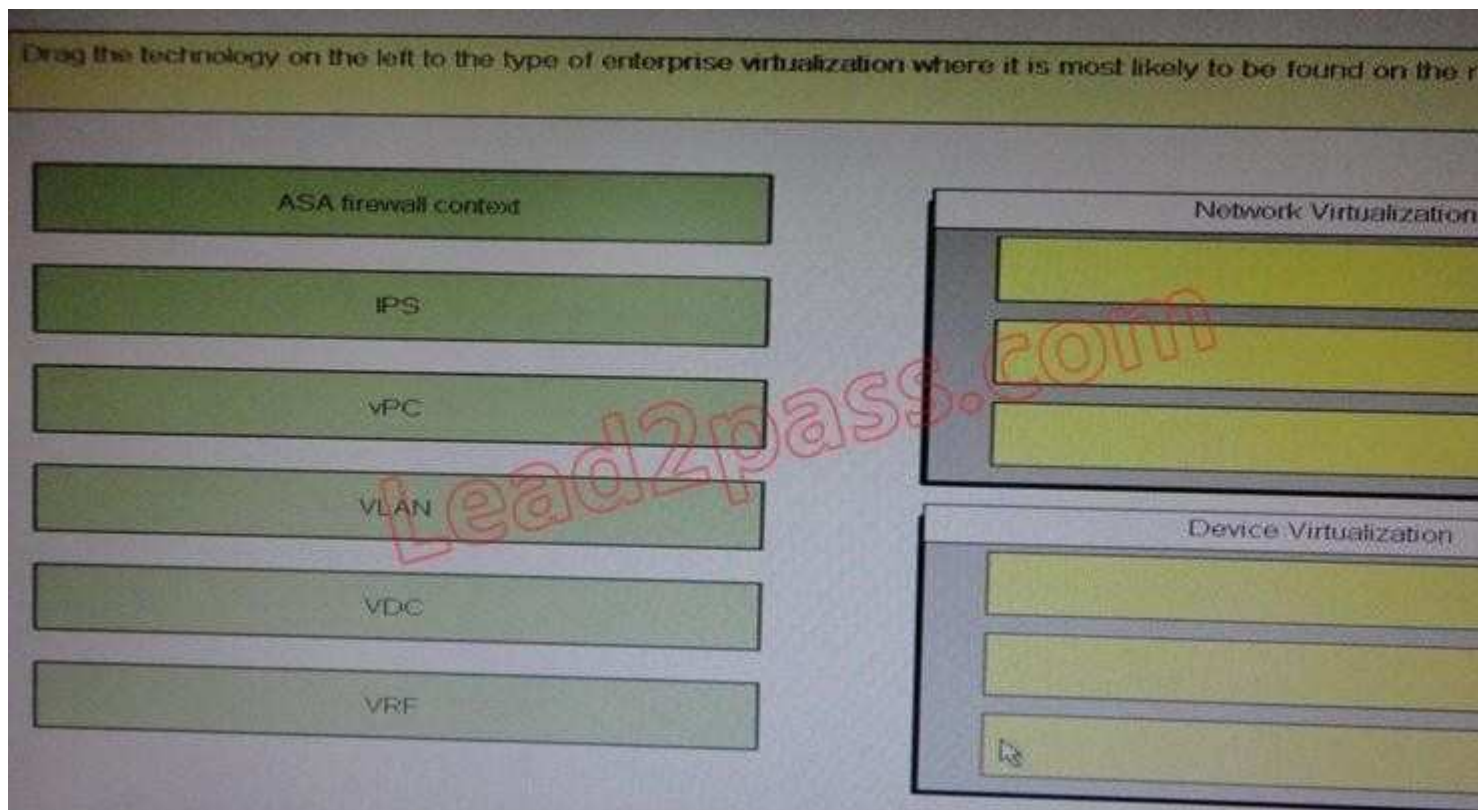 Drag the technology on the left to the type of enterprise virtualization where it is most likely to be found on the r
ASA firewall context
IPS
vPC
VLAN
VDC
VRF
Network Virtualization
Device Virtualization
Lead2pass.com